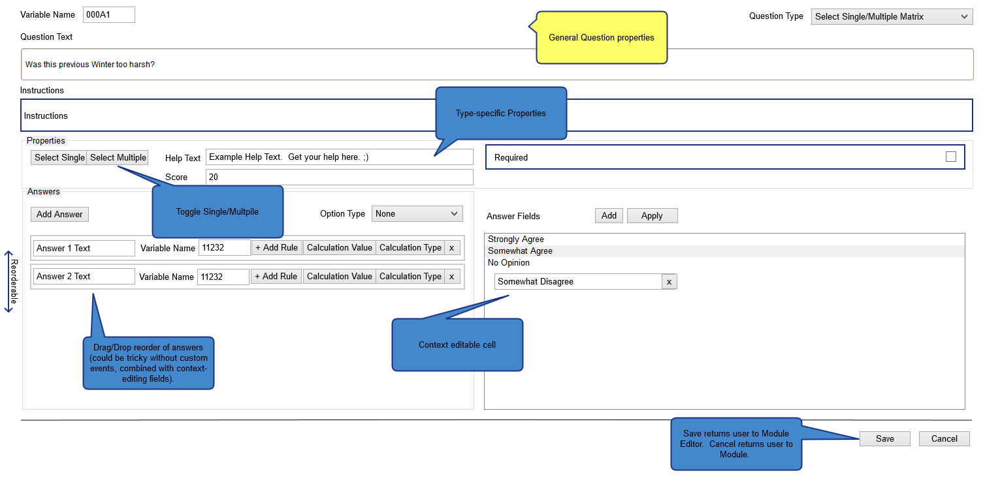 Variable Name 000A1
Question Type Select Single/Multiple Matrix
General Question properties
Question Text
Was this previous Winter too harsh?
Instructions
Instructions
Type-specific Properties
Properties
Select Single Select Multiple
Help Text Example Help Text.  Get your help here. ;)
Required
Score 20
Answers
Toggle Single/Multpile
Add Answer
Option Type None
Answer Fields Add Apply
Answer 1 Text Variable Name 11232 + Add Rule Calculation Value Calculation Type x
Answer 2 Text Variable Name 11232 + Add Rule Calculation Value Calculation Type x
Reorderable
Strongly Agree
Somewhat Agree
No Opinion
Somewhat Disagree x
Context editable cell
Drag/Drop reorder of answers
(could be tricky without custom
events, combined with context-
editing fields).
Save returns user to Module
Editor.  Cancel returns user to
Module.
Save Cancel